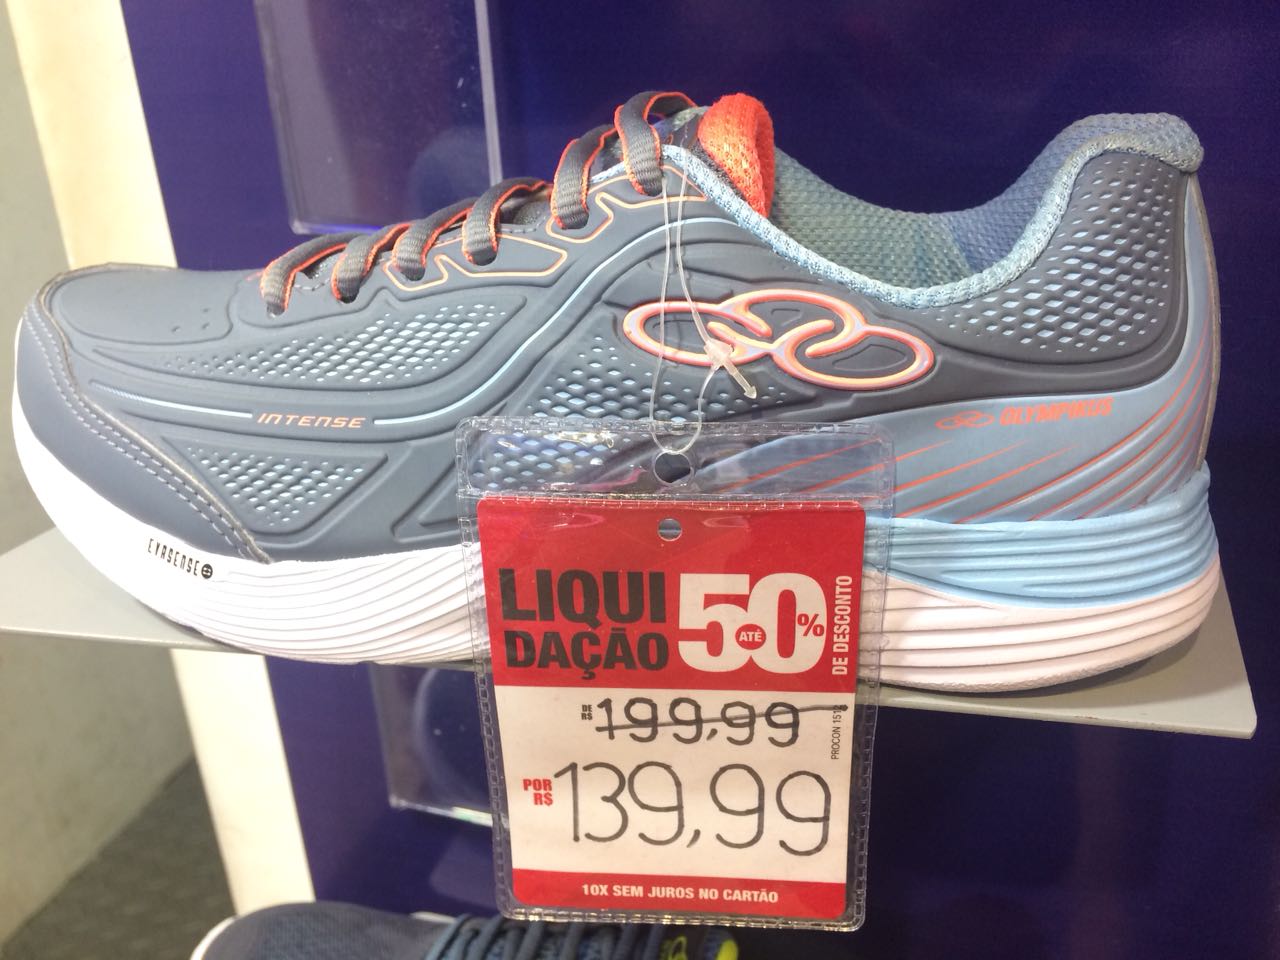 INTENSE
OLYMPIKUS
EVASENSE
LIQUI
DAÇÃO
ATÉ
50%
DE DESCONTO
DE
R$ 199,99
PROCON 151
POR
R$ 139,99
10X SEM JUROS NO CARTÃO